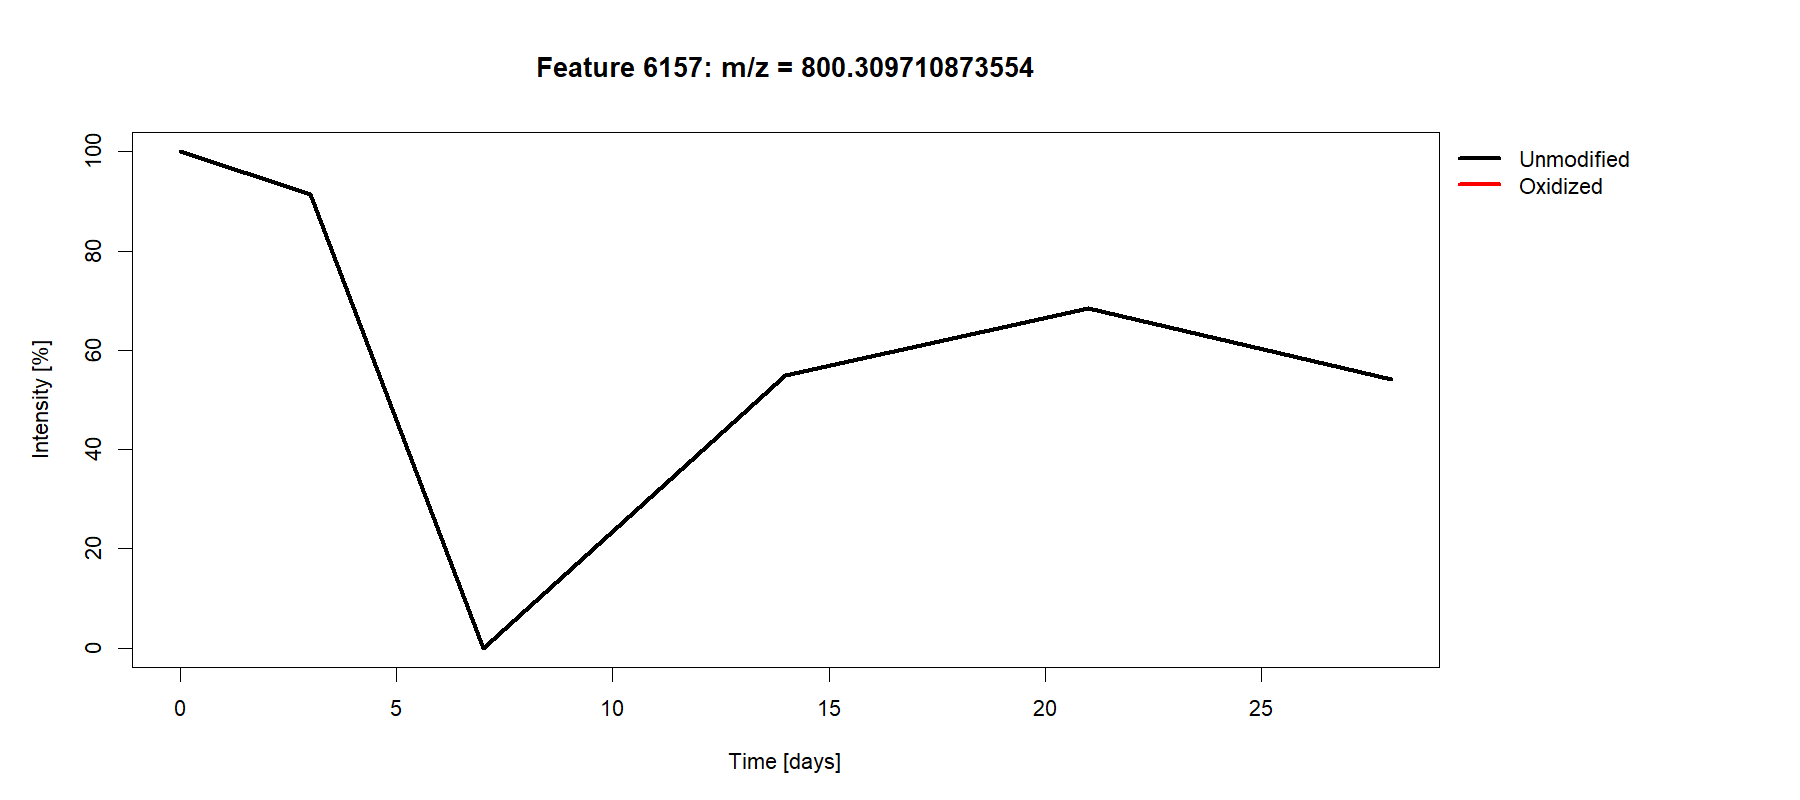 Feature 6157: m/z = 800.309710873554
Unmodified
Oxidized
Intensity [%]
100
80
60
40
20
0
0 5 10 15 20 25
Time [days]